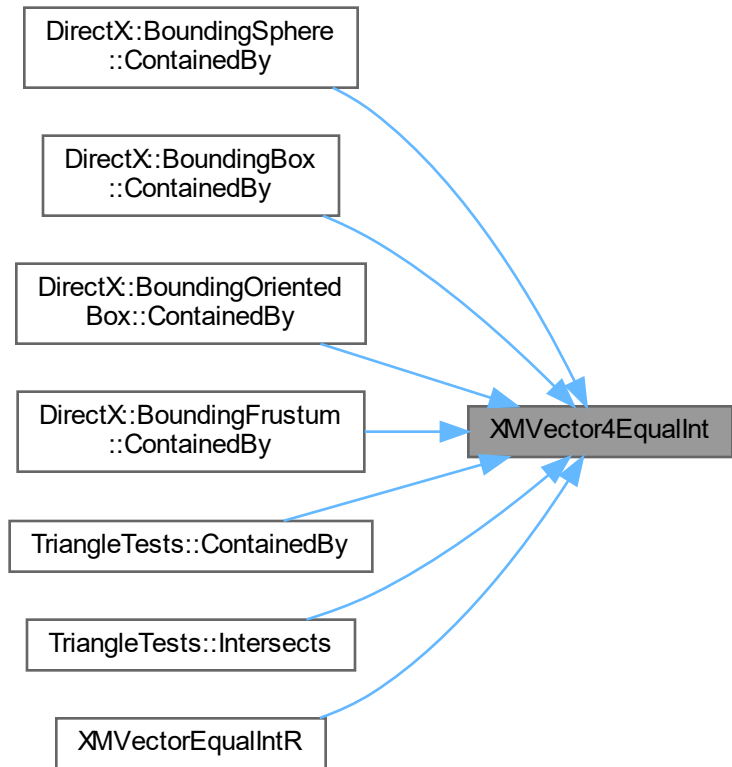 DirectX::BoundingSphere
::ContainedBy
DirectX::BoundingBox
::ContainedBy
DirectX::BoundingOriented
Box::ContainedBy
DirectX::BoundingFrustum
::ContainedBy
XMVector4EqualInt
TriangleTests::ContainedBy
TriangleTests::Intersects
XMVectorEqualIntR